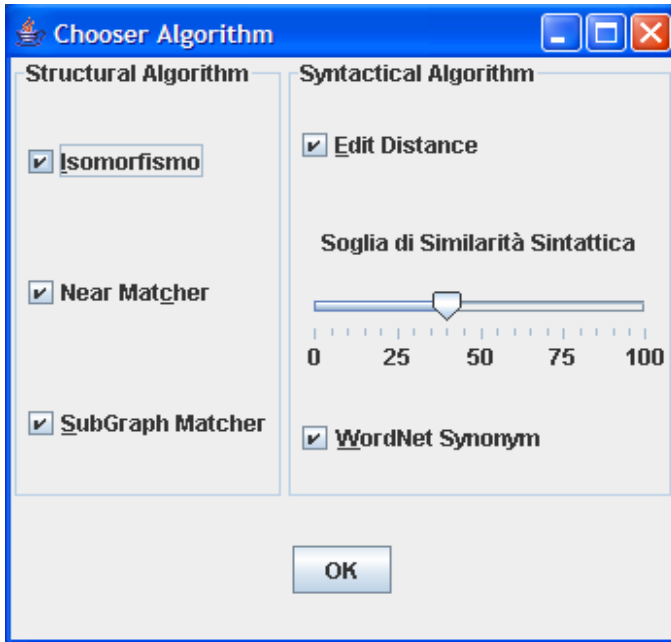 Chooser Algorithm
Structural Algorithm
Isomorfismo
Near Matcher
SubGraph Matcher
Syntactical Algorithm
Edit Distance
Soglia di Similarità Sintattica
0 25 50 75 100
WordNet Synonym
OK